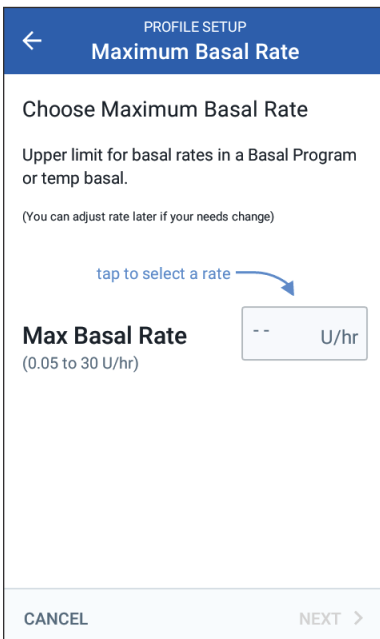 PROFILE SETUP
Maximum Basal Rate
Choose Maximum Basal Rate
Upper limit for basal rates in a Basal Program
or temp basal.
(You can adjust rate later if your needs change)
tap to select a rate
Max Basal Rate
-- U/hr
(0.05 to 30 U/hr)
CANCEL
NEXT